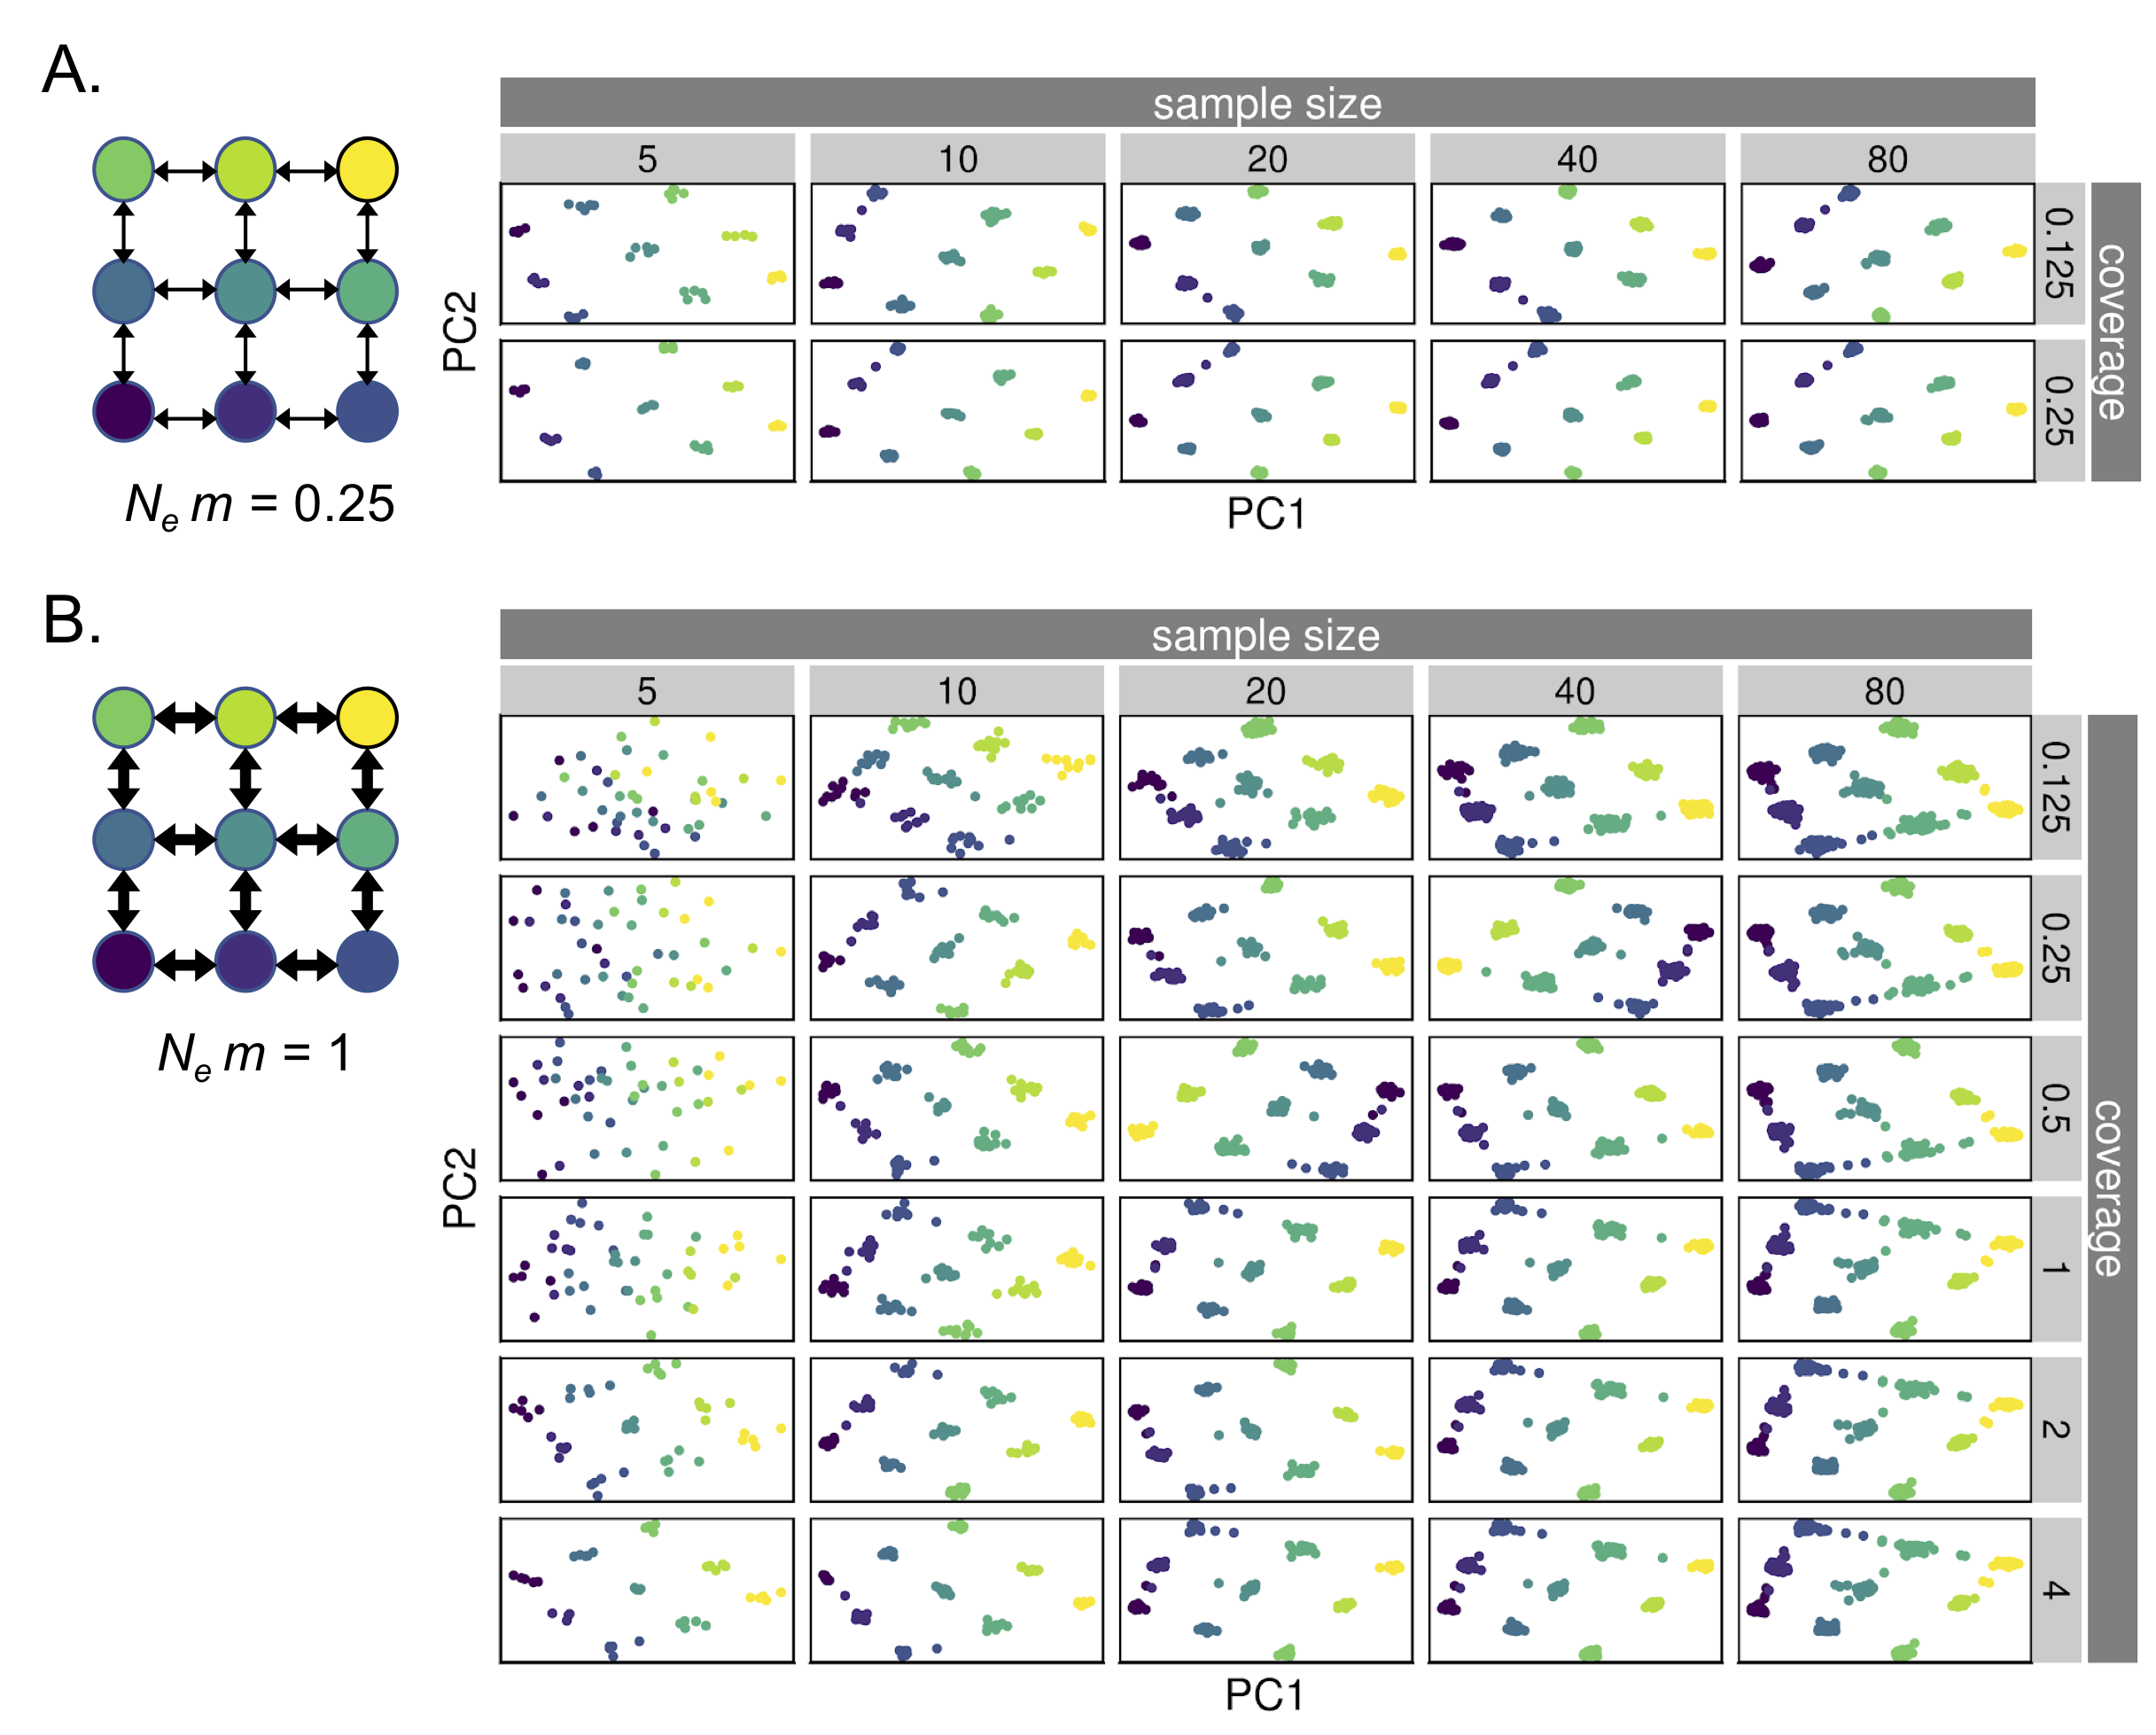 A.
sample size
5 10 20 40 80
0.125
0.25
coverage
PC2
PC1
N_e m = 0.25
B.
sample size
5 10 20 40 80
0.125
0.25
0.5
1
2
4
coverage
PC2
PC1
N_e m = 1